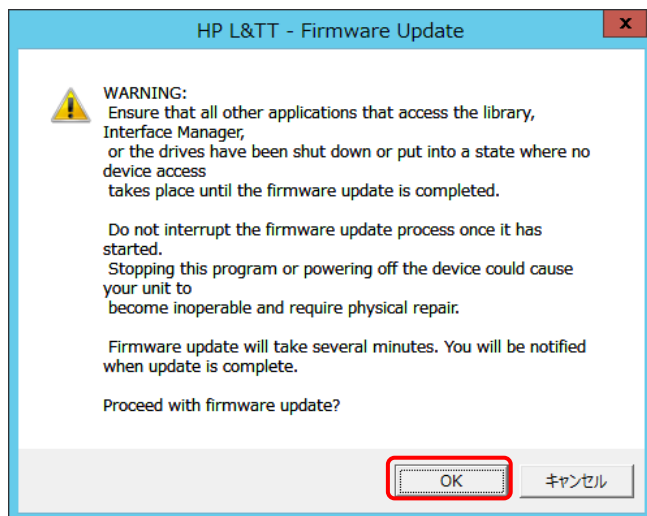 HP L&TT - Firmware Update
x
WARNING:
Ensure that all other applications that access the library,
Interface Manager,
or the drives have been shut down or put into a state where no
device access
takes place until the firmware update is completed.
Do not interrupt the firmware update process once it has
started.
Stopping this program or powering off the device could cause
your unit to
become inoperable and require physical repair.
Firmware update will take several minutes. You will be notified
when update is complete.
Proceed with firmware update?
OK
キャンセル